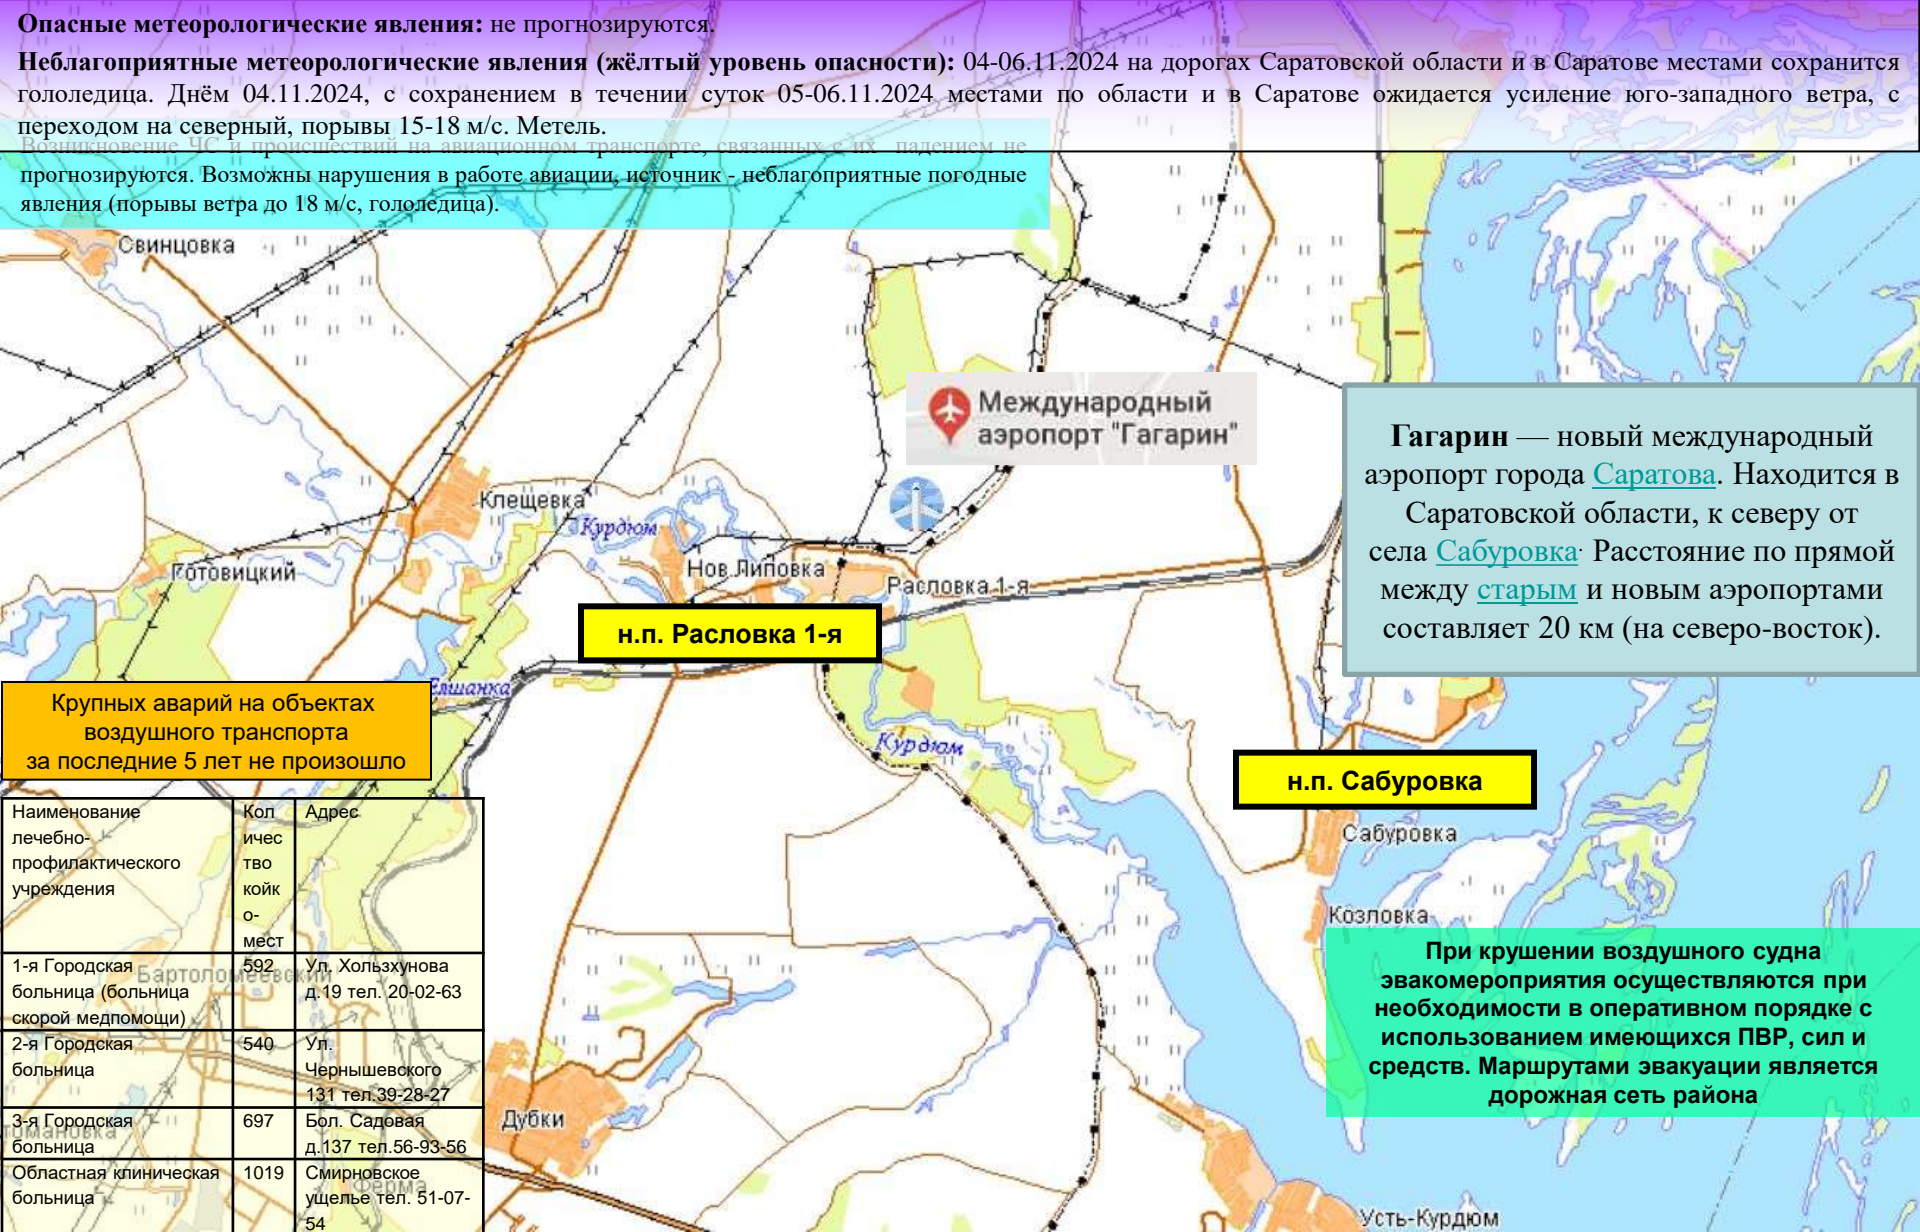 Опасные метеорологические явления: не прогнозируются.
Неблагоприятные метеорологические явления (жёлтый уровень опасности): 04-06.11.2024 на дорогах Саратовской области и в Саратове местами сохранится
гололедица. Днём 04.11.2024, с сохранением в течении суток 05-06.11.2024 местами по области и в Саратове ожидается усиление юго-западного ветра, с
переходом на северный, порывы 15-18 м/с. Метель.
Возникновение ЧС и происшествий на авиационном транспорте, связанных с их падением не
прогнозируются. Возможны нарушения в работе авиации, источник - неблагоприятные погодные
явления (порывы ветра до 18 м/с, гололедица).
Свинцовка
Международный
аэропорт "Гагарин"
Гагарин — новый международный
аэропорт города Саратова. Находится в
Саратовской области, к северу от
села Сабуровка. Расстояние по прямой
между старым и новым аэропортами
составляет 20 км (на северо-восток).
Клещевка
Курдюм
Готовицкий
Нов.Липовка
Расловка 1-я
н.п. Расловка 1-я
Елшанка
Курдюм
Крупных аварий на объектах
воздушного транспорта
за последние 5 лет не произошло
н.п. Сабуровка
Сабуровка
Козловка
Наименование
лечебно-
профилактического
учреждения
Кол
ичес
тво
койк
о-
мест
Адрес
1-я Городская
больница (больница
скорой медпомощи)
592
Ул. Хользхунова
д.19 тел. 20-02-63
Бартоломеевский
2-я Городская
больница
540
Ул.
Чернышевского
131 тел.39-28-27
3-я Городская
больница
697
Бол. Садовая
д.137 тел.56-93-56
Областная клиническая
больница
1019
Смирновское
ущелье тел. 51-07-
54
Ферма
Дубки
При крушении воздушного судна
эвакомероприятия осуществляются при
необходимости в оперативном порядке с
использованием имеющихся ПВР, сил и
средств. Маршрутами эвакуации является
дорожная сеть района
Усть-Курдюм